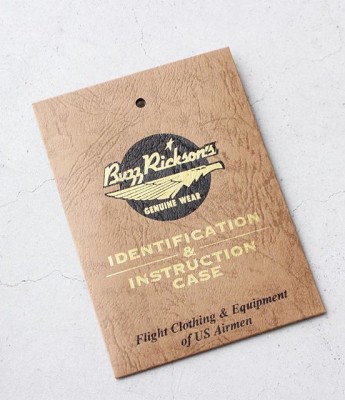 Buzz Rickson's
GENUINE WEAR
IDENTIFICATION
&
INSTRUCTION
CASE
Flight Clothing & Equipment
of US Airmen